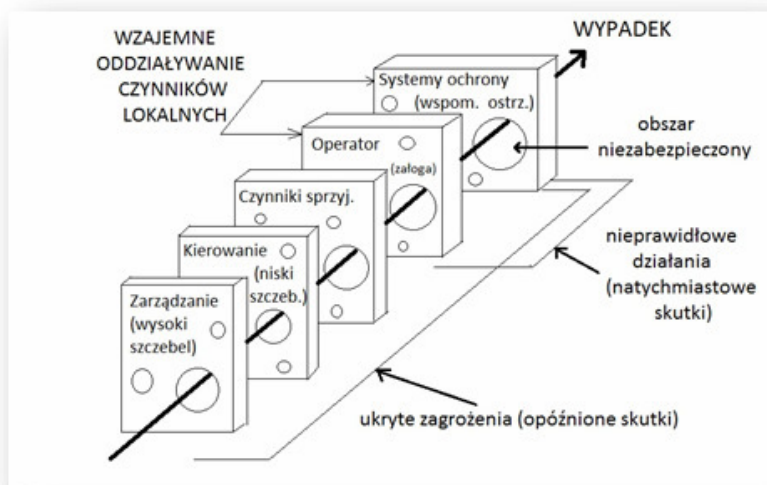 WZAJEMNE
ODDZIAŁYWANIE
CZYNNIKÓW
LOKALNYCH
WYPADEK
Systemy ochrony
(wspom. ostrz.)
obszar
niezabezpieczony
Operator
(załoga)
Czynniki sprzyj.
Kierowanie
(niski
szczeb.)
Zarządzanie
(wysoki
szczebel)
nieprawidłowe
działania
(natychmiastowe
skutki)
ukryte zagrożenia (opóźnione skutki)